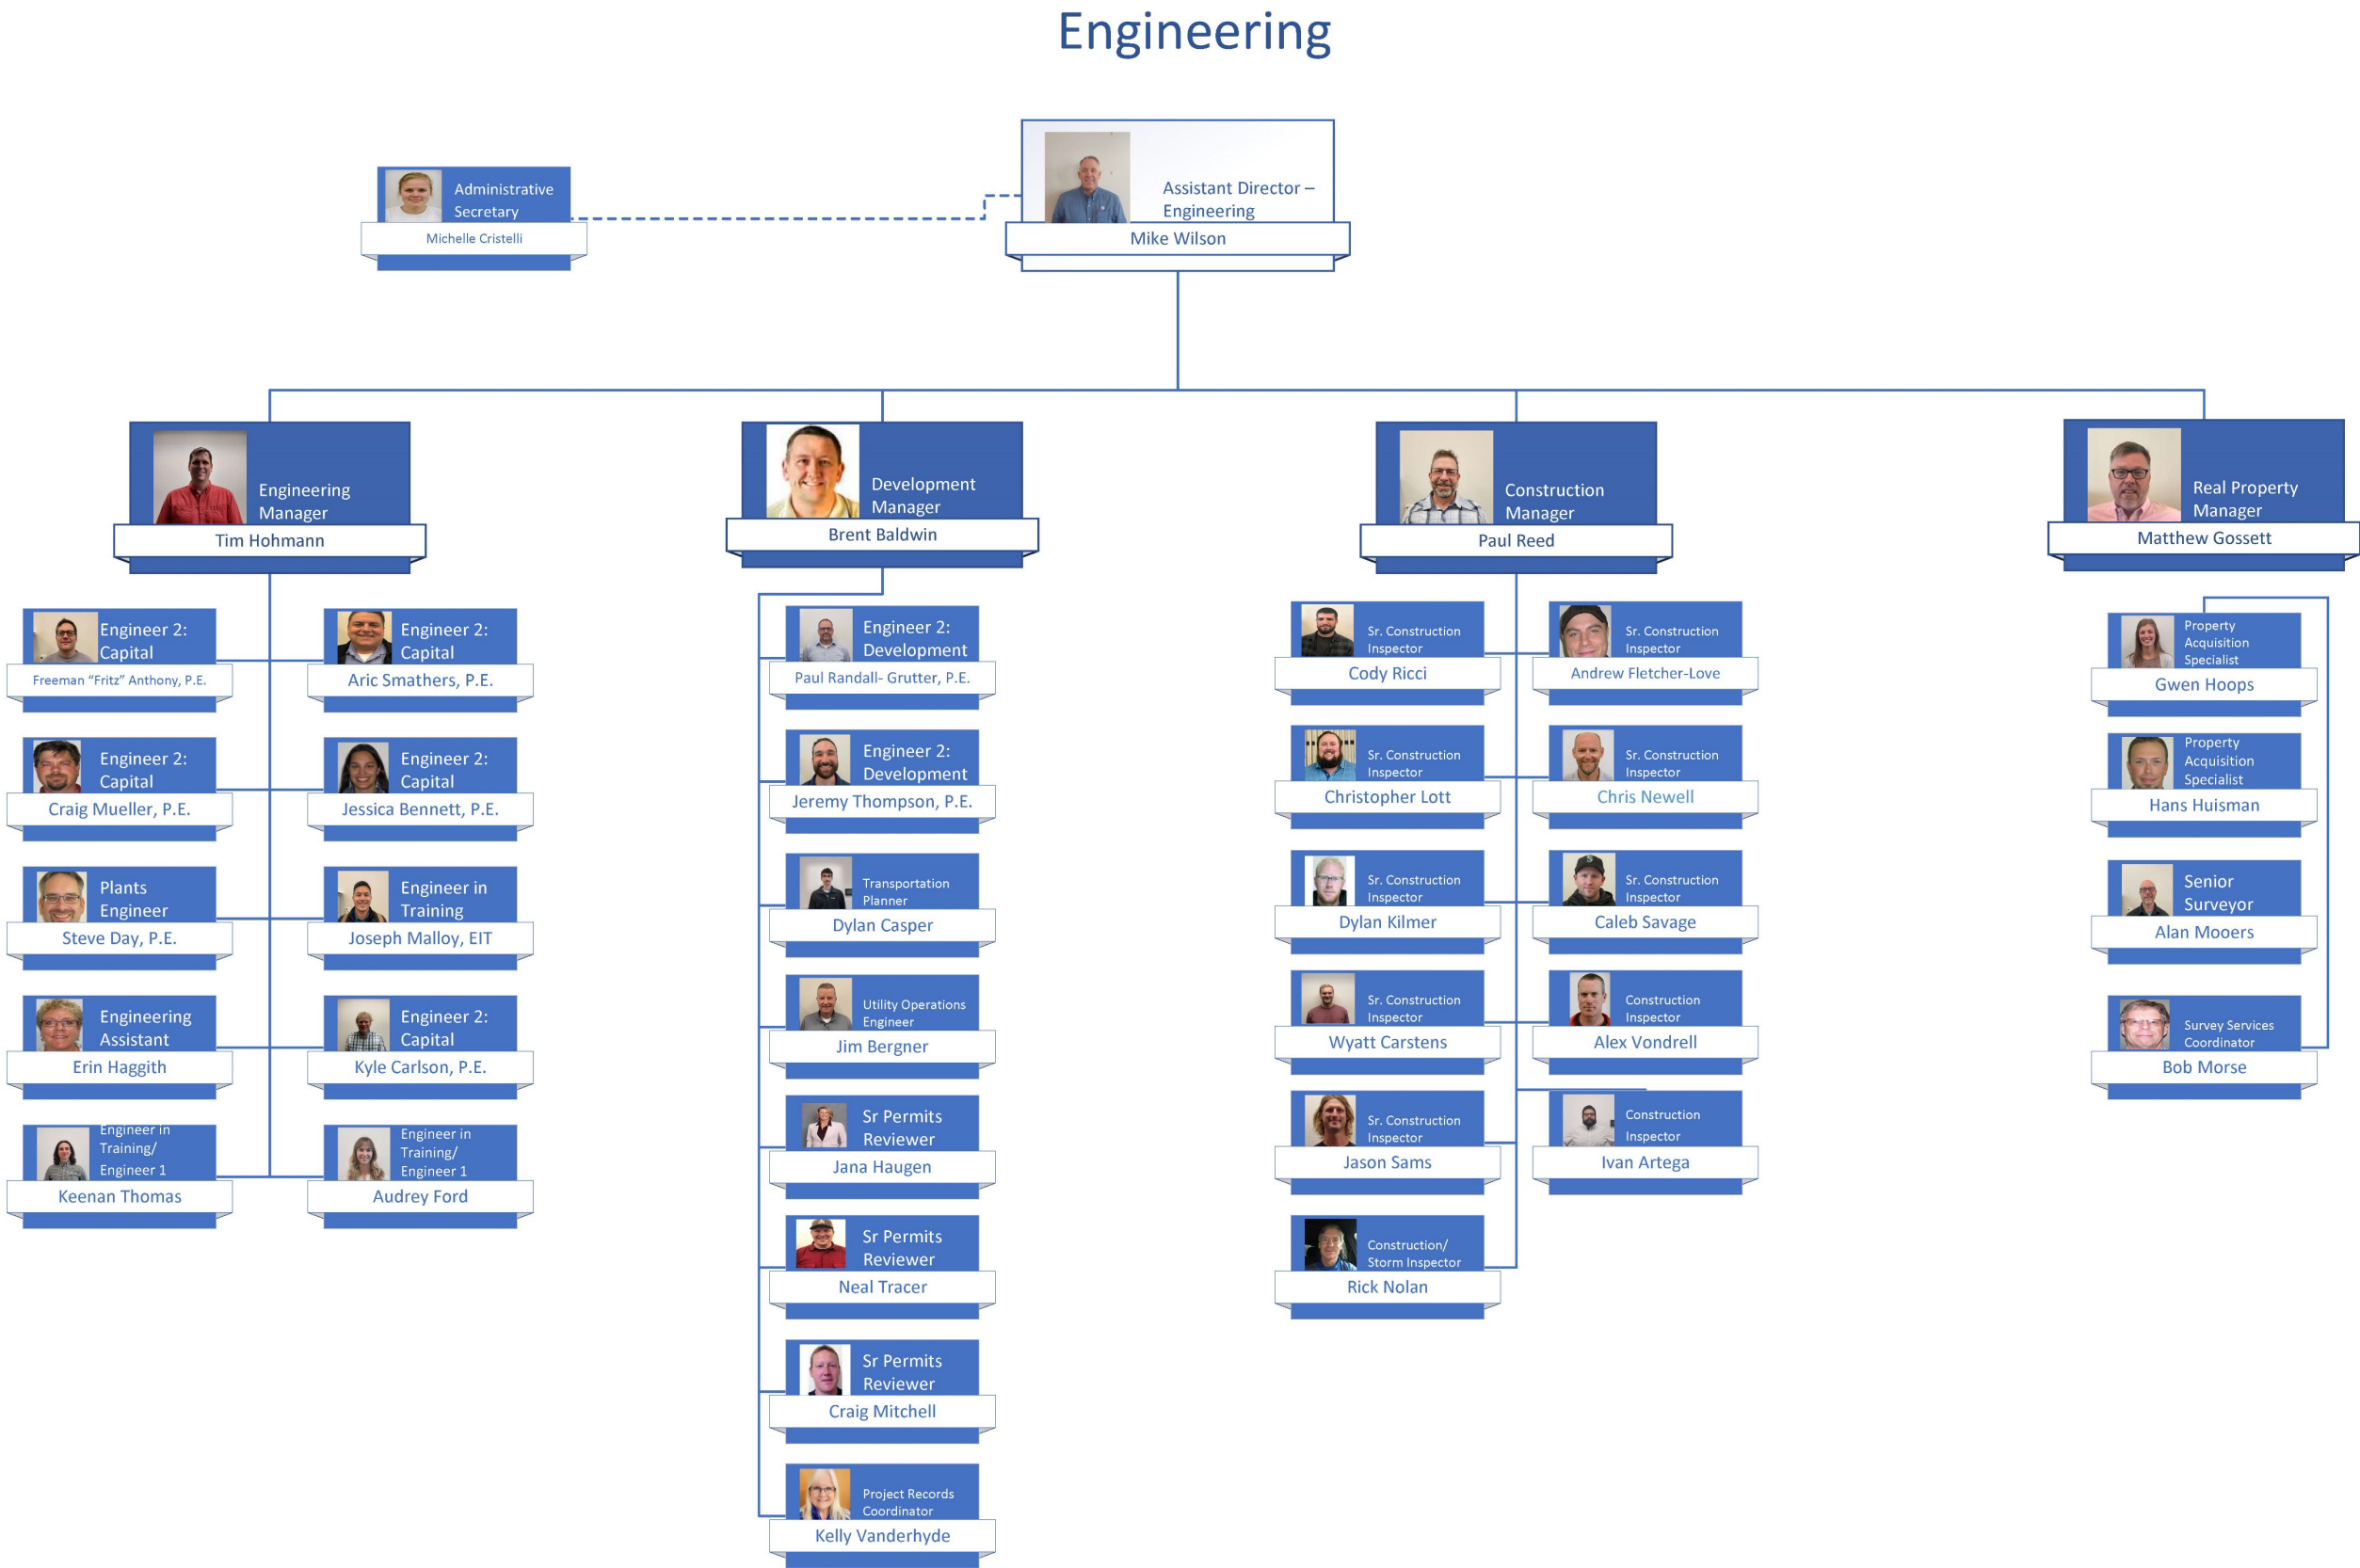 Engineering
Administrative
Secretary
Michelle Cristelli
Assistant Director –
Engineering
Mike Wilson
Engineering
Manager
Tim Hohmann
Development
Manager
Brent Baldwin
Construction
Manager
Paul Reed
Real Property
Manager
Matthew Gossett
Engineer 2:
Capital
Freeman “Fritz” Anthony, P.E.
Engineer 2:
Capital
Aric Smathers, P.E.
Engineer 2:
Capital
Craig Mueller, P.E.
Engineer 2:
Capital
Jessica Bennett, P.E.
Plants
Engineer
Steve Day, P.E.
Engineer in
Training
Joseph Malloy, EIT
Engineering
Assistant
Erin Haggith
Engineer 2:
Capital
Kyle Carlson, P.E.
Engineer in
Training/
Engineer 1
Keenan Thomas
Engineer in
Training/
Engineer 1
Audrey Ford
Engineer 2:
Development
Paul Randall- Grutter, P.E.
Engineer 2:
Development
Jeremy Thompson, P.E.
Transportation
Planner
Dylan Casper
Utility Operations
Engineer
Jim Bergner
Sr Permits
Reviewer
Jana Haugen
Sr Permits
Reviewer
Neal Tracer
Sr Permits
Reviewer
Craig Mitchell
Project Records
Coordinator
Kelly Vanderhyde
Sr. Construction
Inspector
Cody Ricci
Sr. Construction
Inspector
Andrew Fletcher-Love
Sr. Construction
Inspector
Christopher Lott
Sr. Construction
Inspector
Chris Newell
Sr. Construction
Inspector
Dylan Kilmer
Sr. Construction
Inspector
Caleb Savage
Sr. Construction
Inspector
Wyatt Carstens
Construction
Inspector
Alex Vondrell
Sr. Construction
Inspector
Jason Sams
Construction
Inspector
Ivan Artega
Construction/
Storm Inspector
Rick Nolan
Property
Acquisition
Specialist
Gwen Hoops
Property
Acquisition
Specialist
Hans Huisman
Senior
Surveyor
Alan Mooers
Survey Services
Coordinator
Bob Morse